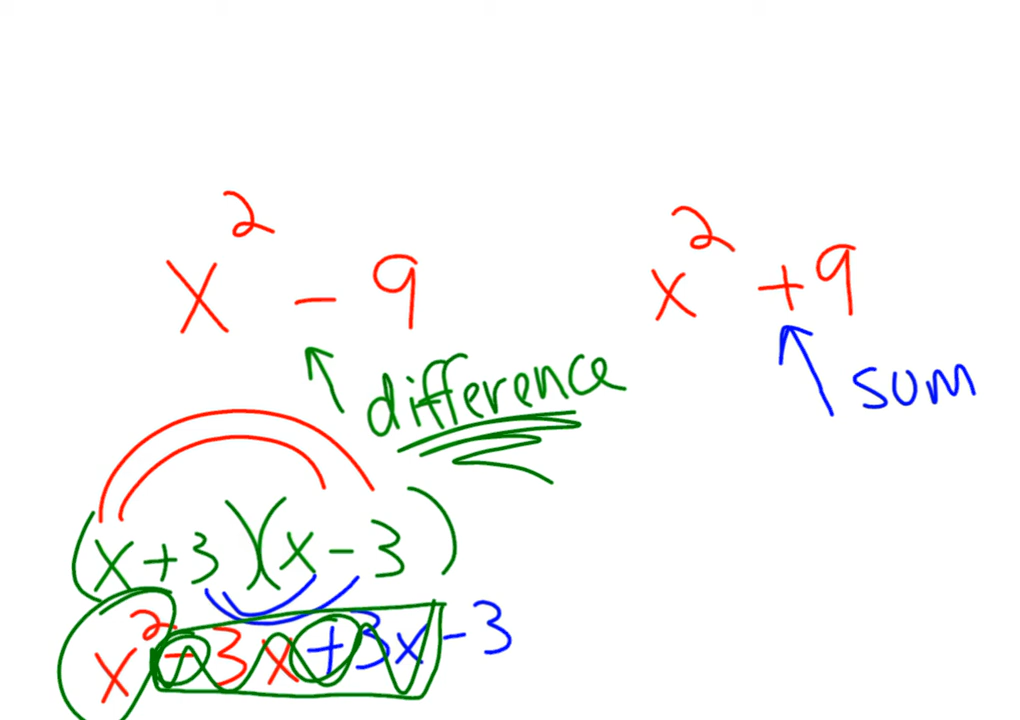 x² - 9 x² + 9
difference sum
(x + 3)(x - 3)
x² - 3x + 3x - 3